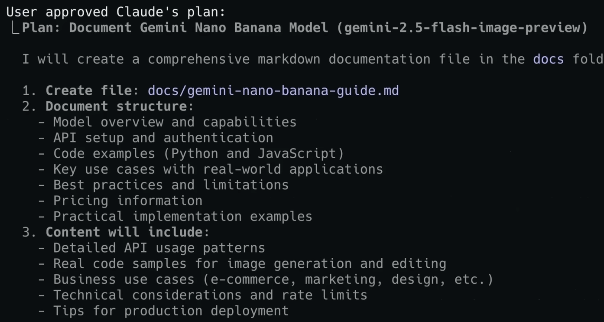 User approved Claude's plan:
Plan: Document Gemini Nano Banana Model (gemini-2.5-flash-image-preview)
I will create a comprehensive markdown documentation file in the docs fold
1. Create file: docs/gemini-nano-banana-guide.md
2. Document structure:
- Model overview and capabilities
- API setup and authentication
- Code examples (Python and JavaScript)
- Key use cases with real-world applications
- Best practices and limitations
- Pricing information
- Practical implementation examples
3. Content will include:
- Detailed API usage patterns
- Real code samples for image generation and editing
- Business use cases (e-commerce, marketing, design, etc.)
- Technical considerations and rate limits
- Tips for production deployment